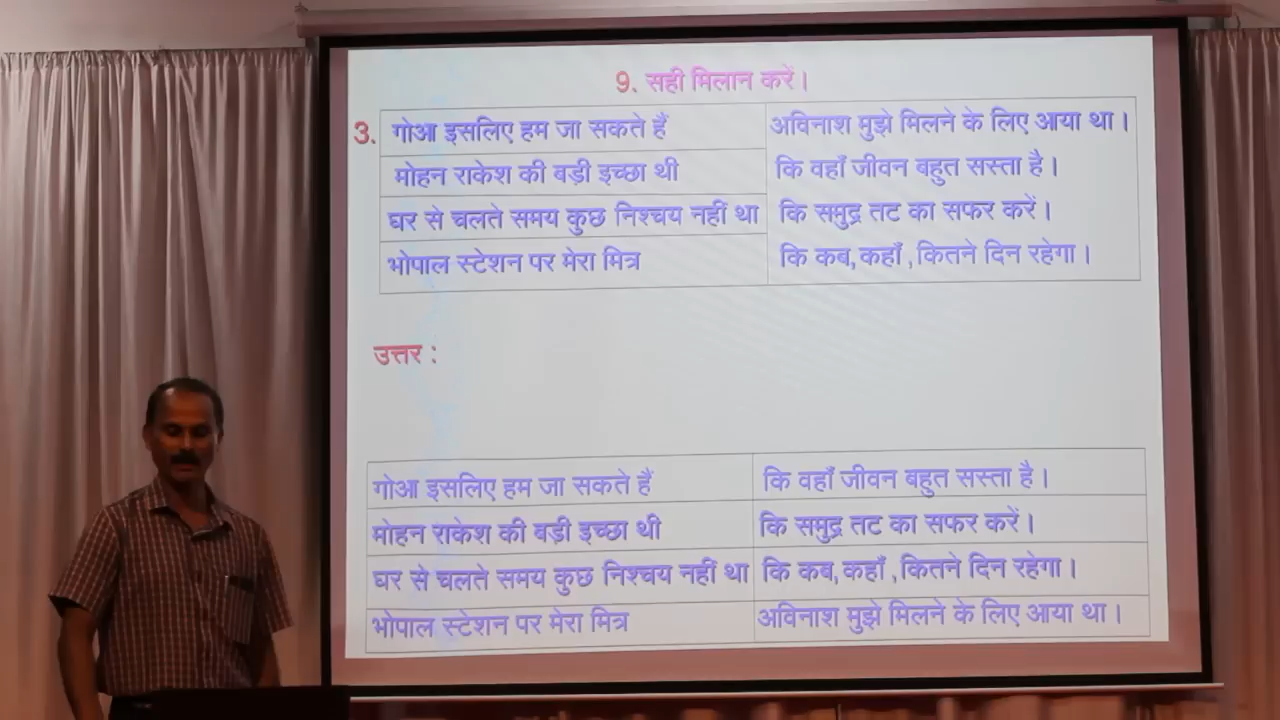 9. सही मिलान करें।
3. गोआ इसलिए हम जा सकते हैं अविनाश मुझे मिलने के लिए आया था।
मोहन राकेश की बड़ी इच्छा थी कि वहाँ जीवन बहुत सस्ता है।
घर से चलते समय कुछ निश्चय नहीं था कि समुद्र तट का सफर करें।
भोपाल स्टेशन पर मेरा मित्र कि कब, कहाँ , कितने दिन रहेगा।
उत्तर :
गोआ इसलिए हम जा सकते हैं कि वहाँ जीवन बहुत सस्ता है।
मोहन राकेश की बड़ी इच्छा थी कि समुद्र तट का सफर करें।
घर से चलते समय कुछ निश्चय नहीं था कि कब, कहाँ , कितने दिन रहेगा।
भोपाल स्टेशन पर मेरा मित्र अविनाश मुझे मिलने के लिए आया था।